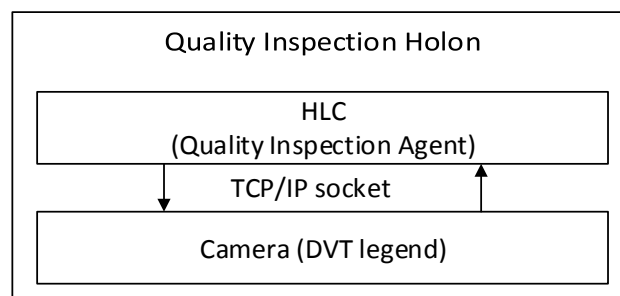 Quality Inspection Holon
HLC
(Quality Inspection Agent)
TCP/IP socket
Camera (DVT legend)